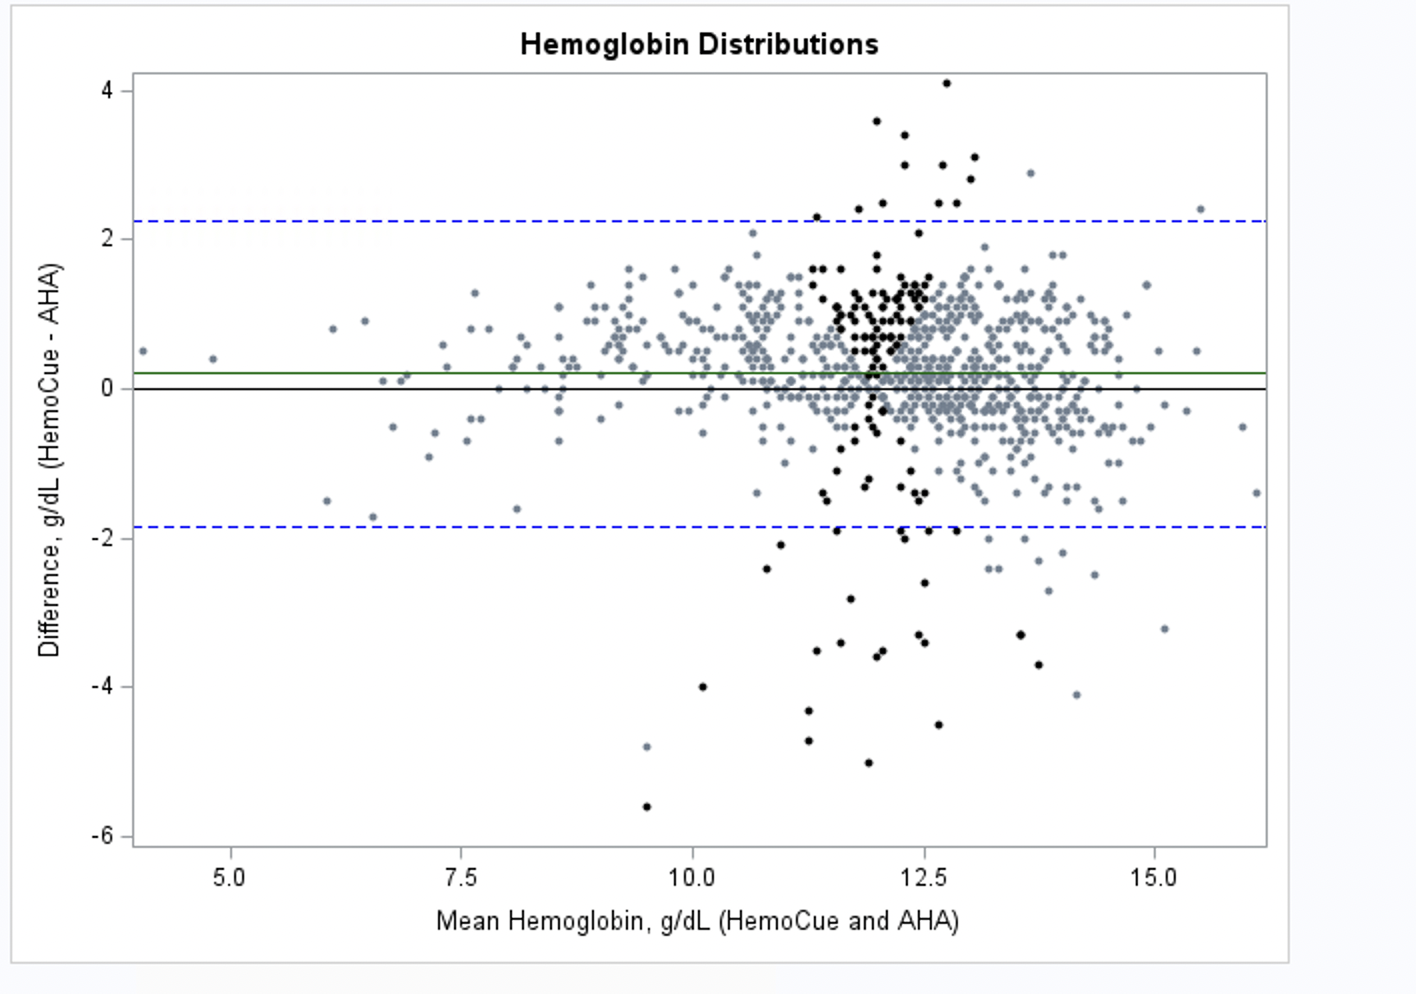 Hemoglobin Distributions
4
2
0
-2
-4
-6
Difference, g/dL (HemoCue - AHA)
5.0 7.5 10.0 12.5 15.0
Mean Hemoglobin, g/dL (HemoCue and AHA)